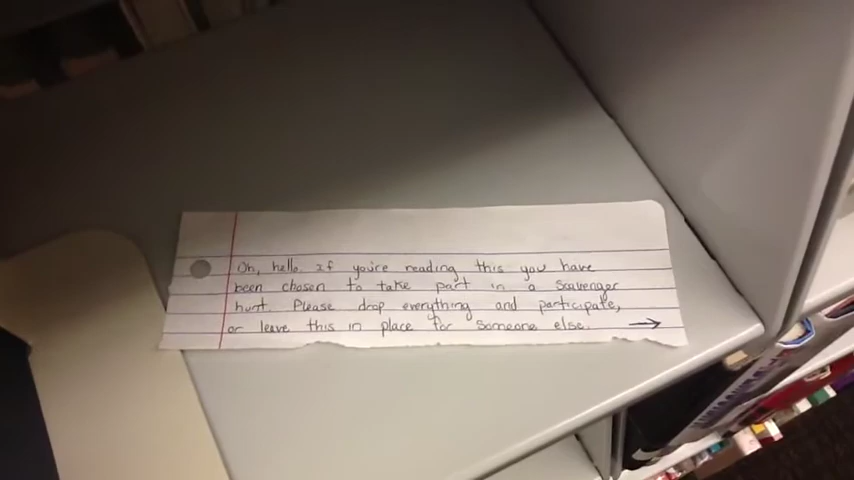 Oh, hello. If you're reading this you have
been chosen to take part in a Scavenger
hunt. Please drop everything and participate,
or leave this in place for someone else. →